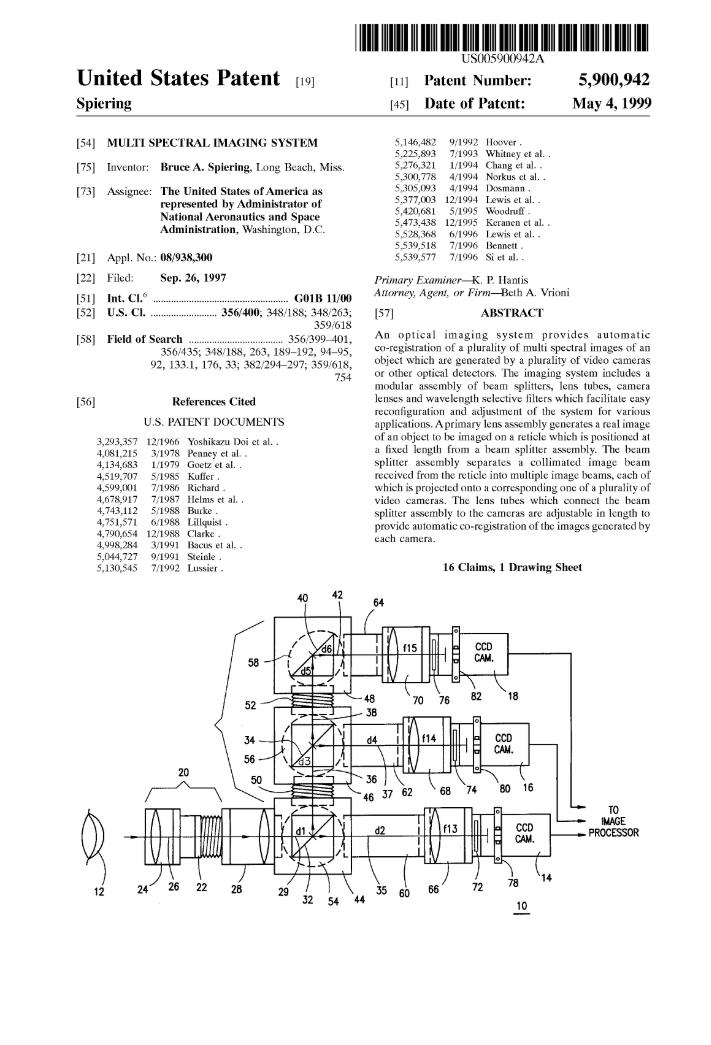 US005900942A
United States Patent [19]
Spiering
[11] Patent Number: 5,900,942
[45] Date of Patent: May 4, 1999
[54] MULTI SPECTRAL IMAGING SYSTEM
[75] Inventor: Bruce A. Spiering, Long Beach, Miss.
[73] Assignee: The United States of America as
represented by Administrator of
National Aeronautics and Space
Administration, Washington, D.C.
[21] Appl. No.: 08/938,300
[22] Filed: Sep. 26, 1997
[51] Int. Cl.⁶ .................................................. G01B 11/00
[52] U.S. Cl. ......................... 356/400; 348/188; 348/263;
359/618
[58] Field of Search ................................... 356/399–401,
356/435; 348/188, 263, 189–192, 94–95,
92, 133.1, 176, 33; 382/294–297; 359/618,
754
[56] References Cited
U.S. PATENT DOCUMENTS
3,293,357 12/1966 Yoshikazu Doi et al. .
4,081,215 3/1978 Penney et al. .
4,134,683 1/1979 Goetz et al. .
4,519,707 5/1985 Kuffer .
4,599,001 7/1986 Richard .
4,678,917 7/1987 Helms et al. .
4,743,112 5/1988 Burke .
4,751,571 6/1988 Lillquist .
4,790,654 12/1988 Clarke .
4,998,284 3/1991 Bacus et al. .
5,044,727 9/1991 Steinle .
5,130,545 7/1992 Lussier .
5,146,482 9/1992 Hoover .
5,225,893 7/1993 Whitney et al. .
5,276,321 1/1994 Chang et al. .
5,300,778 4/1994 Norkus et al. .
5,305,093 4/1994 Dosmann .
5,377,003 12/1994 Lewis et al. .
5,420,681 5/1995 Woodruff .
5,473,438 12/1995 Keranen et al. .
5,528,368 6/1996 Lewis et al. .
5,539,518 7/1996 Bennett .
5,539,577 7/1996 Si et al. .
Primary Examiner—K. P. Hantis
Attorney, Agent, or Firm—Beth A. Vrioni
[57] ABSTRACT
An optical imaging system provides automatic
co-registration of a plurality of multi spectral images of an
object which are generated by a plurality of video cameras
or other optical detectors. The imaging system includes a
modular assembly of beam splitters, lens tubes, camera
lenses and wavelength selective filters which facilitate easy
reconfiguration and adjustment of the system for various
applications. A primary lens assembly generates a real image
of an object to be imaged on a reticle which is positioned at
a fixed length from a beam splitter assembly. The beam
splitter assembly separates a collimated image beam
received from the reticle into multiple image beams, each of
which is projected onto a corresponding one of a plurality of
video cameras. The lens tubes which connect the beam
splitter assembly to the cameras are adjustable in length to
provide automatic co-registration of the images generated by
each camera.
16 Claims, 1 Drawing Sheet
40 42 64
58 d6 d5 f15 CCD
CAM.
52 48 70 76 82 18
38
34 56 d3 d4 f14 CCD
CAM.
50 36 46 37 62 68 74 80 16
20
TO
IMAGE
PROCESSOR
d1 d2 f13 CCD
CAM.
12 24 26 22 28 29 32 54 44 35 60 66 72 78 14
10